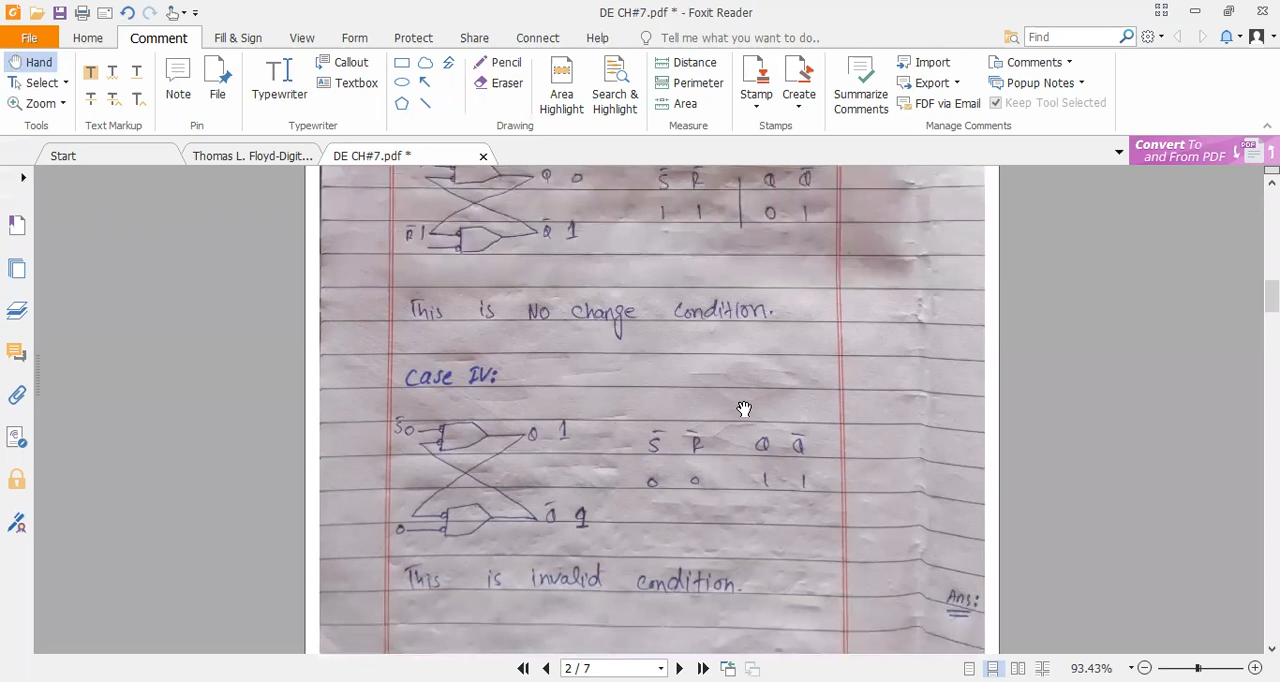 DE CH#7.pdf * - Foxit Reader
File Home Comment Fill & Sign View Form Protect Share Connect Help Tell me what you want to do.. Find
Hand
Select
Zoom
Tools
Text Markup
Note
File
Pin
Typewriter
Callout
Textbox
Typewriter
Pencil
Eraser
Area Highlight
Search & Highlight
Drawing
Distance
Perimeter
Area
Measure
Stamp
Create
Stamps
Summarize Comments
Import
Export
FDF via Email
Comments
Popup Notes
Keep Tool Selected
Manage Comments
Start
Thomas L. Floyd-Digit...
DE CH#7.pdf *
Convert To
and From PDF
PDF
Q 0 S̅ R̅ Q Q̅
1 1 0 1
R̅ 1 Q̅ 1
This is No change condition.
Case IV:
S̅ 0 Q 1 S̅ R̅ Q Q̅
0 0 1 1
0 Q̅ 1
This is invalid condition.
Ans:
2 / 7
93.43%